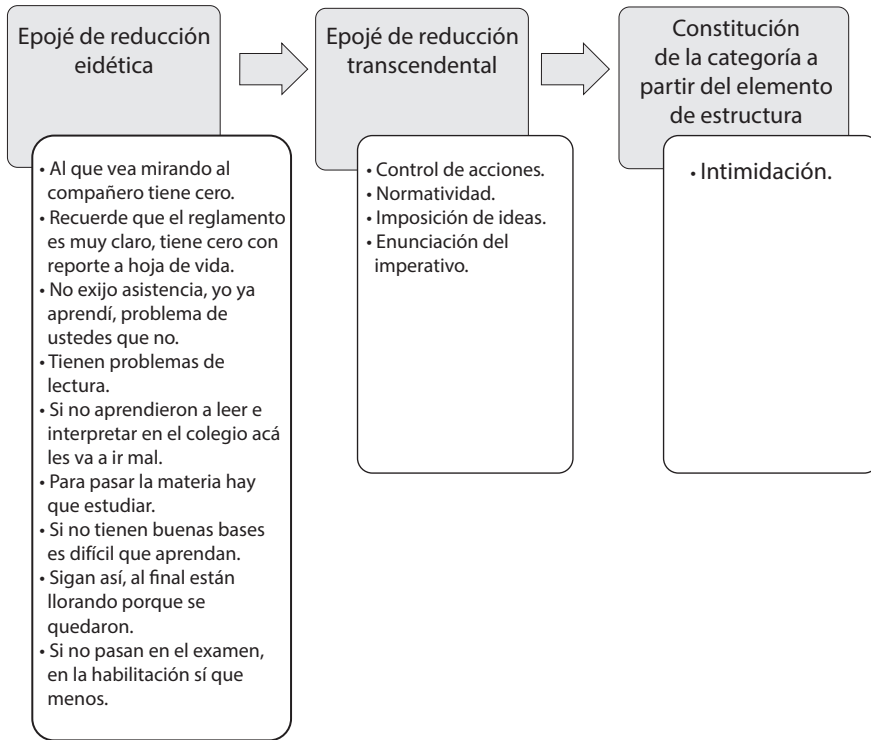 Epojé de reducción
eidética
• Al que vea mirando al
compañero tiene cero.
• Recuerde que el reglamento
es muy claro, tiene cero con
reporte a hoja de vida.
• No exijo asistencia, yo ya
aprendí, problema de
ustedes que no.
• Tienen problemas de
lectura.
• Si no aprendieron a leer e
interpretar en el colegio acá
les va a ir mal.
• Para pasar la materia hay
que estudiar.
• Si no tienen buenas bases
es difícil que aprendan.
• Sigan así, al final están
llorando porque se
quedaron.
• Si no pasan en el examen,
en la habilitación sí que
menos.
Epojé de reducción
transcendental
• Control de acciones.
• Normatividad.
• Imposición de ideas.
• Enunciación del
imperativo.
Constitución
de la categoría a
partir del elemento
de estructura
• Intimidación.